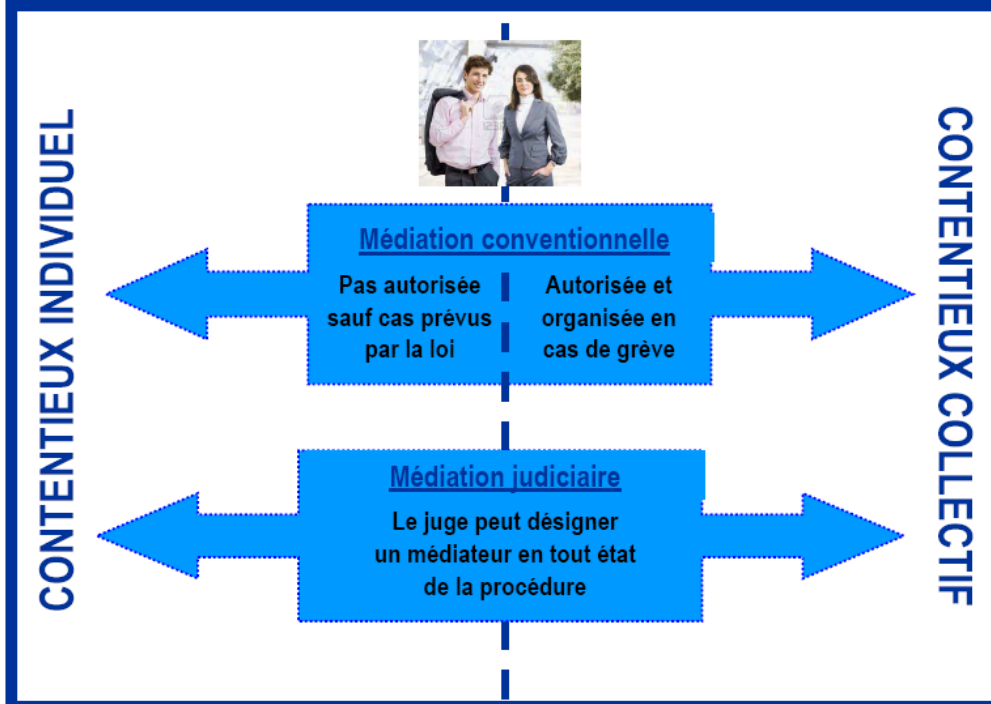 CONTENTIEUX INDIVIDUEL
Médiation conventionnelle
Pas autorisée
sauf cas prévus
par la loi
Autorisée et
organisée en
cas de grève
Médiation judiciaire
Le juge peut désigner
un médiateur en tout état
de la procédure
CONTENTIEUX COLLECTIF